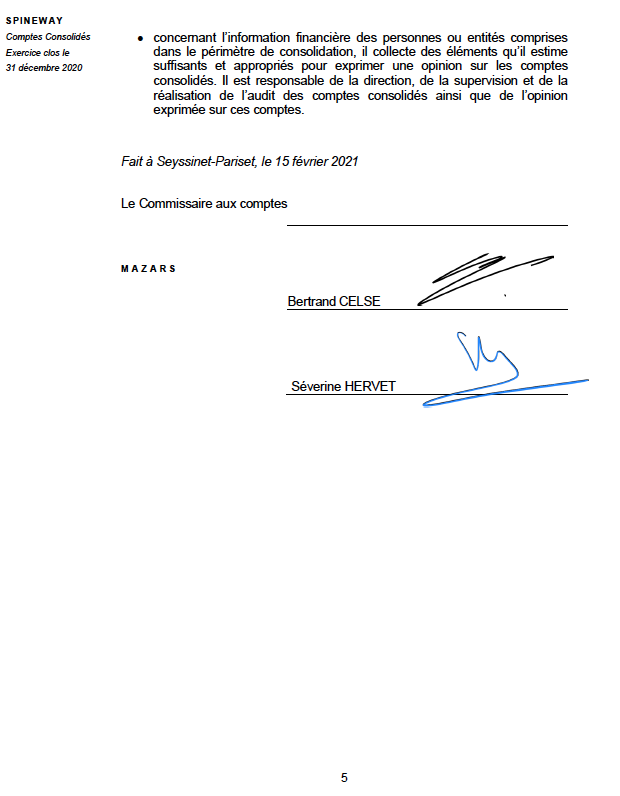 SPINEWAY
Comptes Consolidés
Exercice clos le
31 décembre 2020
• concernant l'information financière des personnes ou entités comprises
dans le périmètre de consolidation, il collecte des éléments qu'il estime
suffisants et appropriés pour exprimer une opinion sur les comptes
consolidés. Il est responsable de la direction, de la supervision et de la
réalisation de l'audit des comptes consolidés ainsi que de l'opinion
exprimée sur ces comptes.
Fait à Seyssinet-Pariset, le 15 février 2021
Le Commissaire aux comptes
MAZARS
Bertrand CELSE
Séverine HERVET
5